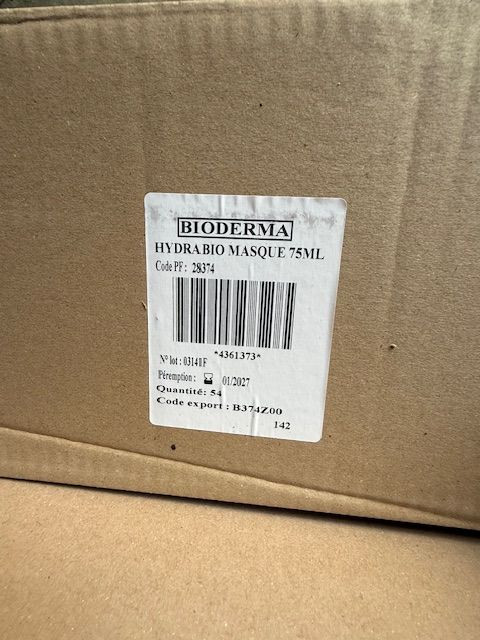 BIODERMA
HYDRABIO MASQUE 75ML
Code PF : 28374
*4361373*
N° lot : 03141F
Péremption : 01/2027
Quantité: 54
Code export : B374Z00
142